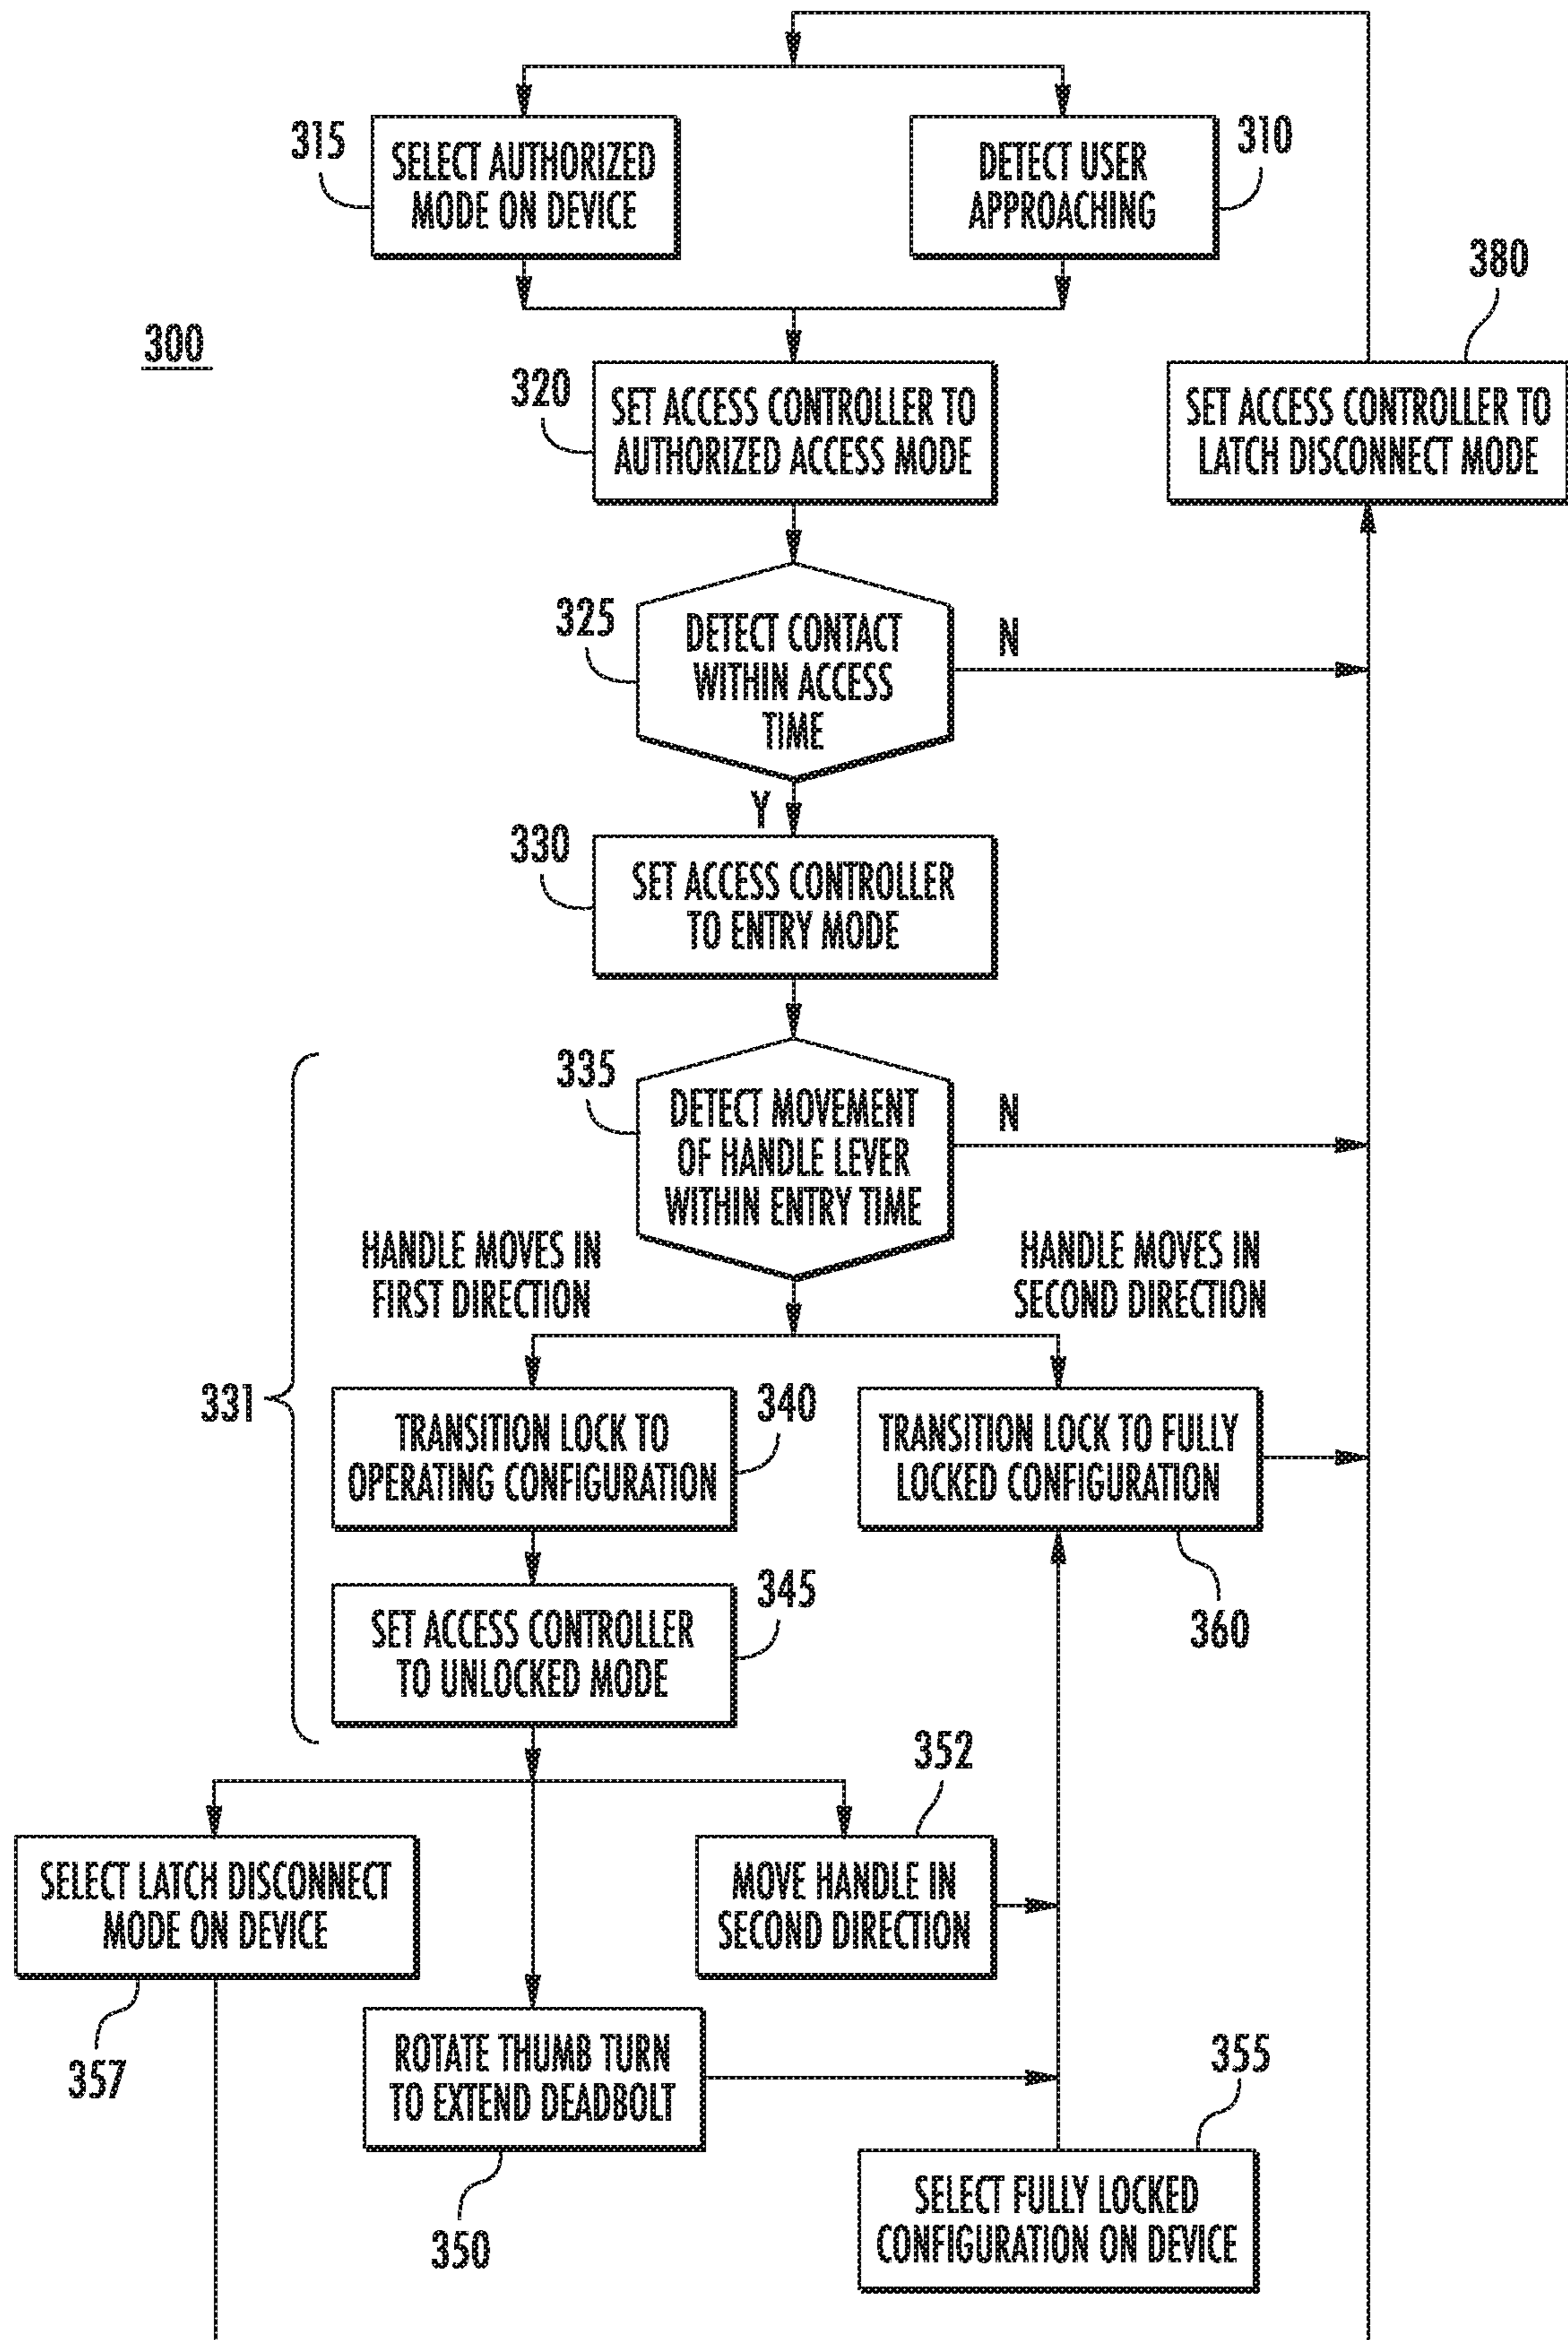 315
SELECT AUTHORIZED
MODE ON DEVICE
DETECT USER
APPROACHING
310
300
320
SET ACCESS CONTROLLER TO
AUTHORIZED ACCESS MODE
380
SET ACCESS CONTROLLER TO
LATCH DISCONNECT MODE
325
DETECT CONTACT
WITHIN ACCESS
TIME
N
Y
330
SET ACCESS CONTROLLER
TO ENTRY MODE
335
DETECT MOVEMENT
OF HANDLE LEVER
WITHIN ENTRY TIME
N
HANDLE MOVES IN
FIRST DIRECTION
HANDLE MOVES IN
SECOND DIRECTION
331
TRANSITION LOCK TO
OPERATING CONFIGURATION
340
TRANSITION LOCK TO FULLY
LOCKED CONFIGURATION
360
SET ACCESS CONTROLLER
TO UNLOCKED MODE
345
352
SELECT LATCH DISCONNECT
MODE ON DEVICE
357
MOVE HANDLE IN
SECOND DIRECTION
ROTATE THUMB TURN
TO EXTEND DEADBOLT
350
355
SELECT FULLY LOCKED
CONFIGURATION ON DEVICE